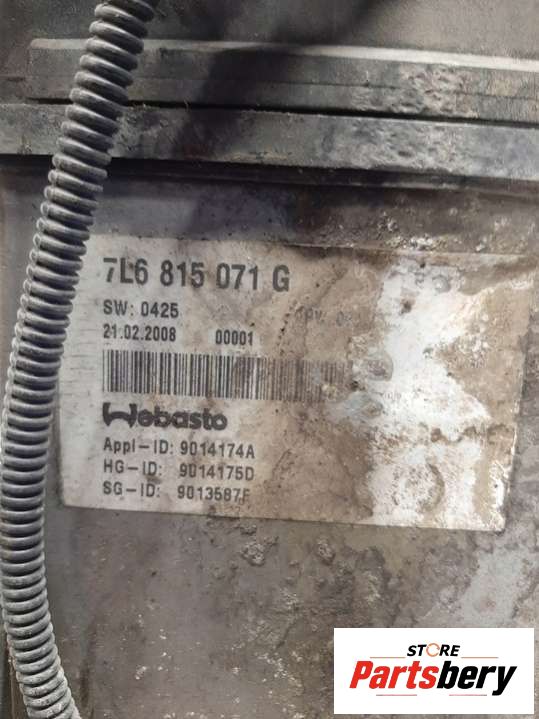 7L6 815 071 G
SW: 0425
21.02.2008 00001
Webasto
Appl-ID: 9014174A
HG-ID: 9014175D
SG-ID: 9013587F
STORE
Partsbery